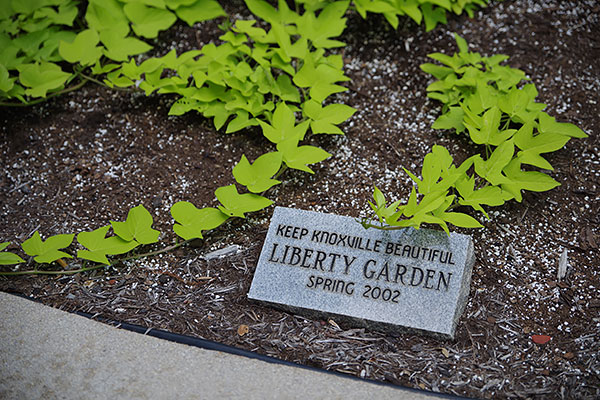 KEEP KNOXVILLE BEAUTIFUL
LIBERTY GARDEN
SPRING 2002